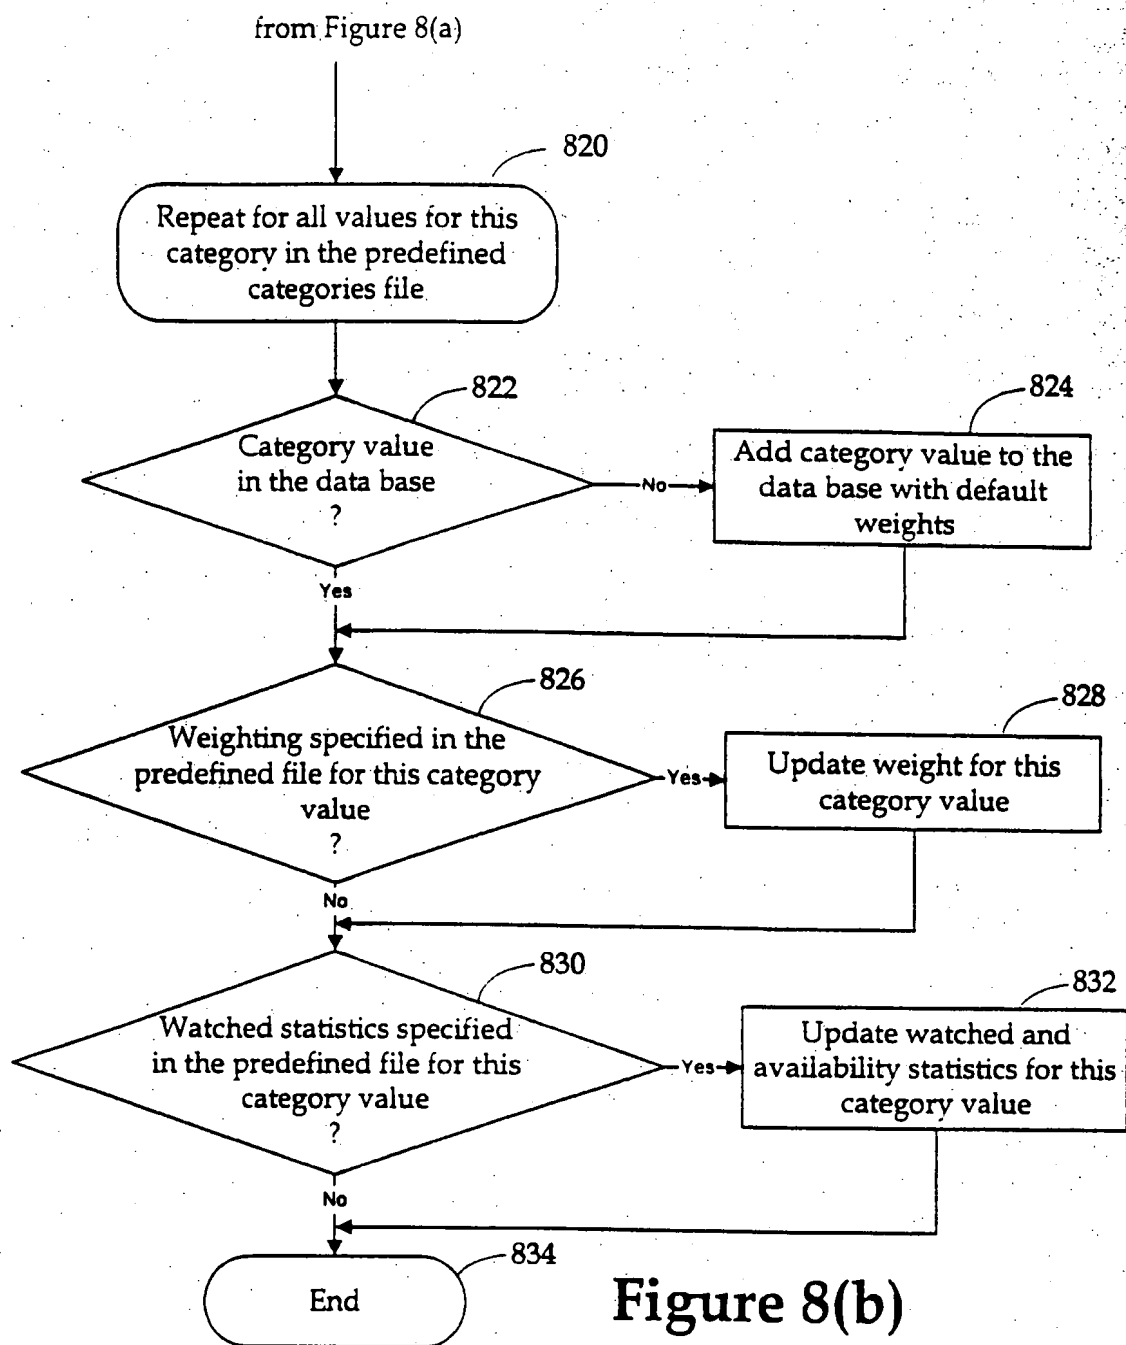 from Figure 8(a)
820
Repeat for all values for this
category in the predefined
categories file
822
Category value
in the data base
?
No
824
Add category value to the
data base with default
weights
Yes
826
Weighting specified in the
predefined file for this category
value
?
Yes
828
Update weight for this
category value
No
830
Watched statistics specified
in the predefined file for this
category value
?
Yes
832
Update watched and
availability statistics for this
category value
No
834
End
Figure 8(b)